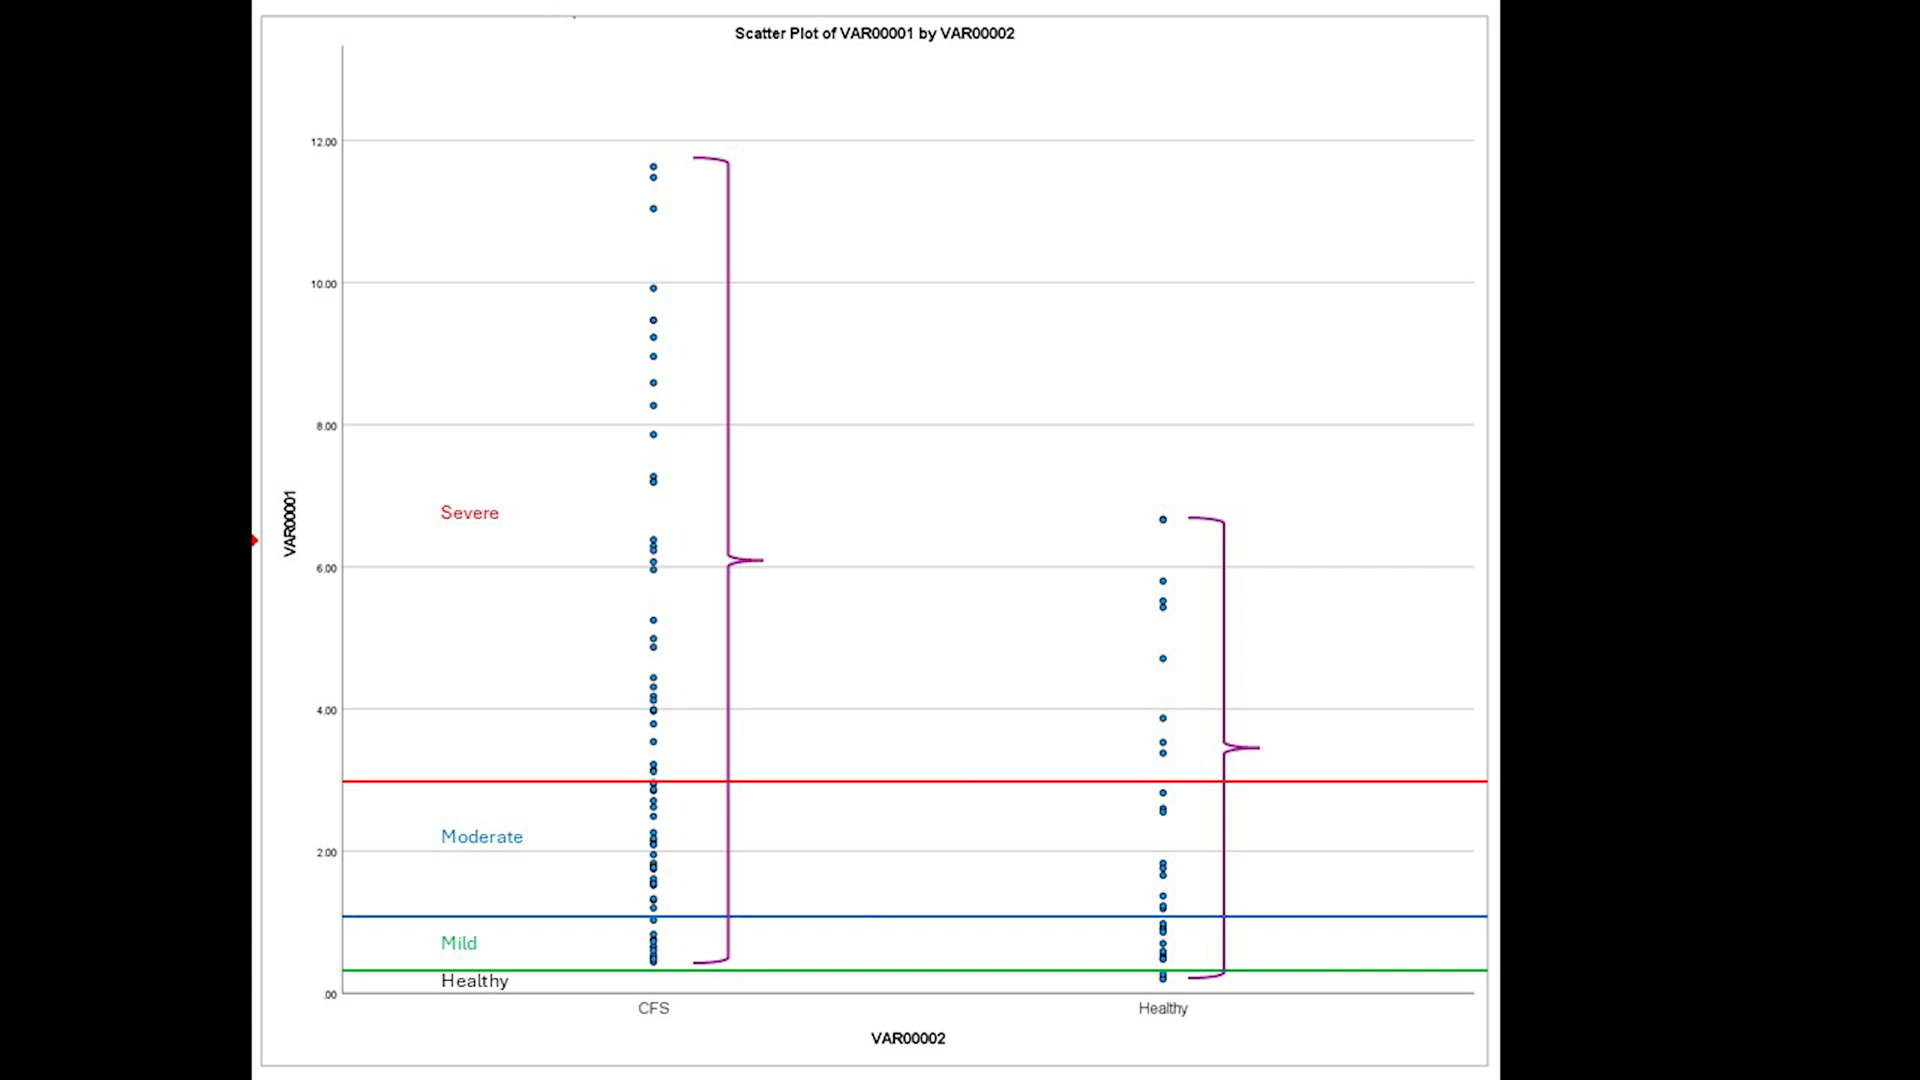 Scatter Plot of VAR00001 by VAR00002
12.00
10.00
8.00
6.00
4.00
2.00
.00
VAR00001
Severe
Moderate
Mild
Healthy
CFS
Healthy
VAR00002